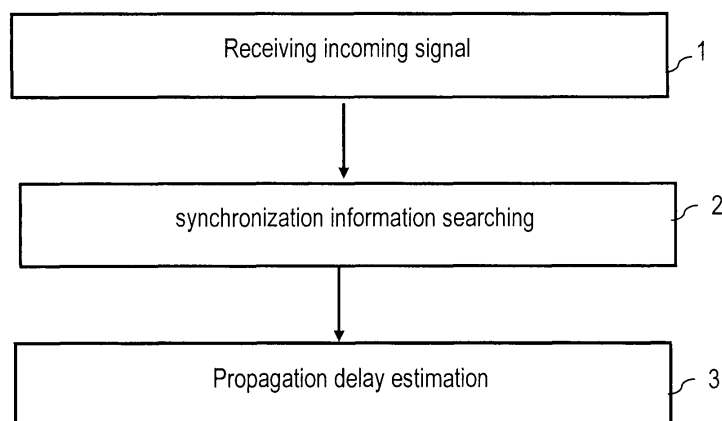 Receiving incoming signal
1
synchronization information searching
2
Propagation delay estimation
3